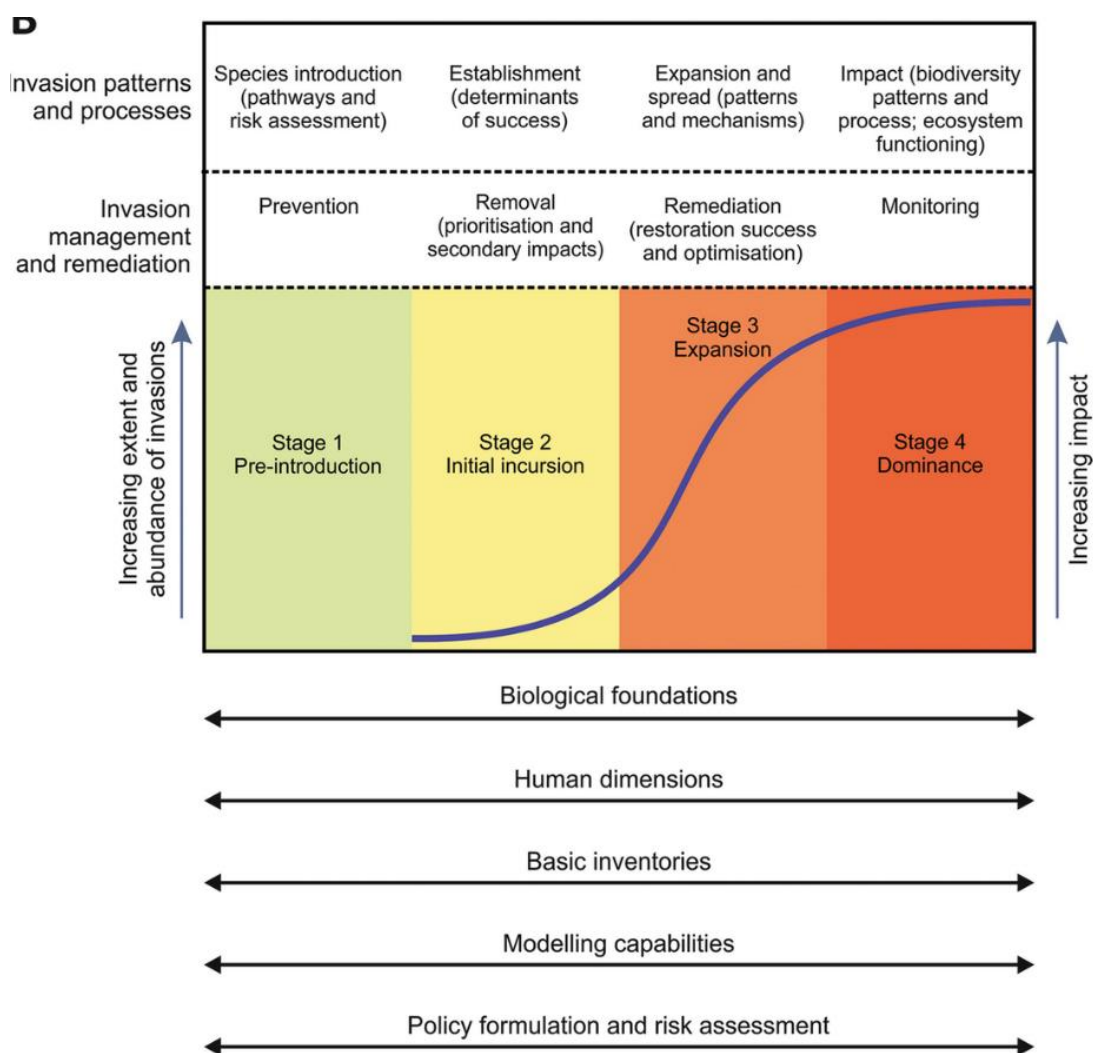 B
Invasion patterns
and processes
Species introduction
(pathways and
risk assessment)
Establishment
(determinants
of success)
Expansion and
spread (patterns
and mechanisms)
Impact (biodiversity
patterns and
process; ecosystem
functioning)
Invasion
management
and remediation
Prevention
Removal
(prioritisation and
secondary impacts)
Remediation
(restoration success
and optimisation)
Monitoring
Increasing extent and
abundance of invasions
Stage 1
Pre-introduction
Stage 2
Initial incursion
Stage 3
Expansion
Stage 4
Dominance
Increasing impact
Biological foundations
Human dimensions
Basic inventories
Modelling capabilities
Policy formulation and risk assessment